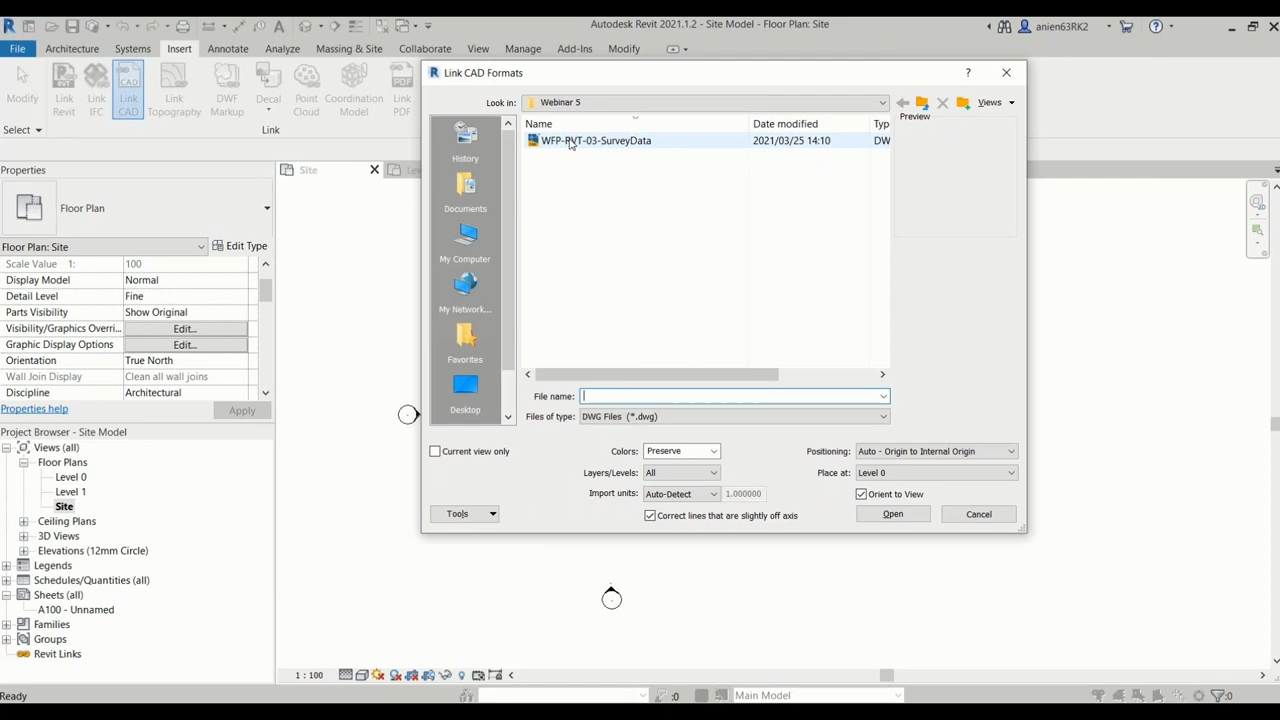 Autodesk Revit 2021.1.2 - Site Model - Floor Plan: Site
anien63RK2
File Architecture Systems Insert Annotate Analyze Massing & Site Collaborate View Manage Add-Ins Modify
Modify
Link Revit
Link IFC
Link CAD
Link Topography
DWF Markup
Decal
Point Cloud
Coordination Model
Link PDF
Select
Link
Properties
Floor Plan
Floor Plan: Site
Edit Type
Scale Value 1: 100
Display Model Normal
Detail Level Fine
Parts Visibility Show Original
Visibility/Graphics Overri... Edit...
Graphic Display Options Edit...
Orientation True North
Wall Join Display Clean all wall joins
Discipline Architectural
Properties help
Apply
Project Browser - Site Model
Views (all)
Floor Plans
Level 0
Level 1
Site
Ceiling Plans
3D Views
Elevations (12mm Circle)
Legends
Schedules/Quantities (all)
Sheets (all)
A100 - Unnamed
Families
Groups
Revit Links
Ready
Site
Link CAD Formats
?
Look in: Webinar 5
Views
History
Documents
My Computer
My Network...
Favorites
Desktop
Name Date modified Typ
WFP-RVT-03-SurveyData 2021/03/25 14:10 DW
Preview
File name:
Files of type: DWG Files (*.dwg)
Current view only
Colors: Preserve
Layers/Levels: All
Import units: Auto-Detect 1.000000
Correct lines that are slightly off axis
Positioning: Auto - Origin to Internal Origin
Place at: Level 0
Orient to View
Tools
Open
Cancel
1 : 100
:0
Main Model
:0